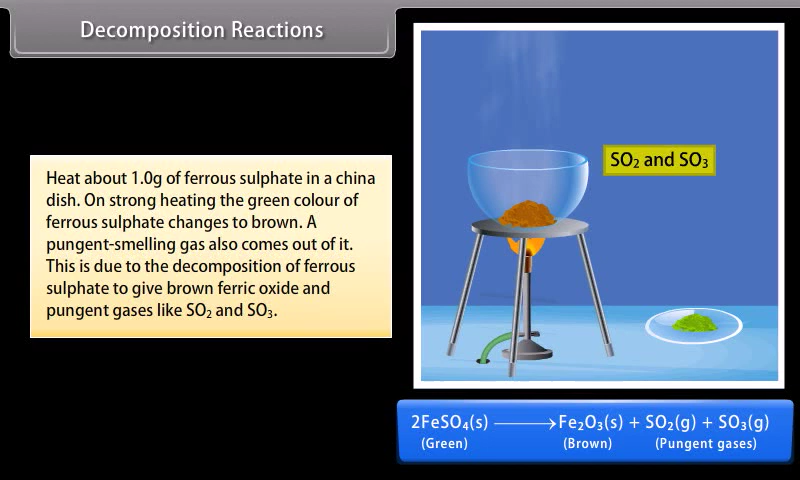 Decomposition Reactions
Heat about 1.0g of ferrous sulphate in a china
dish. On strong heating the green colour of
ferrous sulphate changes to brown. A
pungent-smelling gas also comes out of it.
This is due to the decomposition of ferrous
sulphate to give brown ferric oxide and
pungent gases like SO₂ and SO₃.
SO₂ and SO₃
2FeSO₄(s) ⟶ Fe₂O₃(s) + SO₂(g) + SO₃(g)
(Green) (Brown) (Pungent gases)